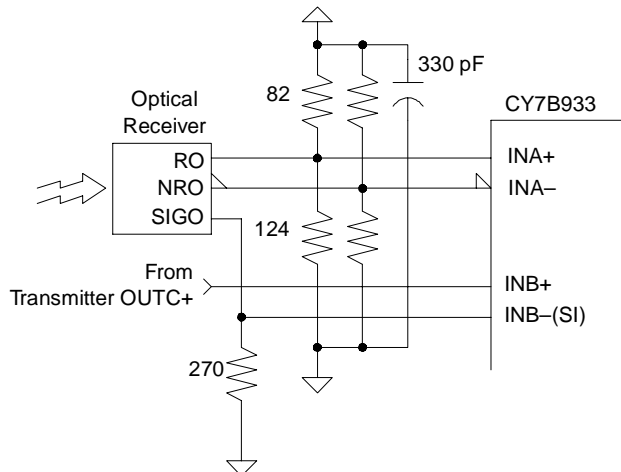 330 pF
82
CY7B933
Optical
Receiver
RO
INA+
NRO
INA–
SIGO
124
From
Transmitter OUTC+
INB+
INB–(SI)
270